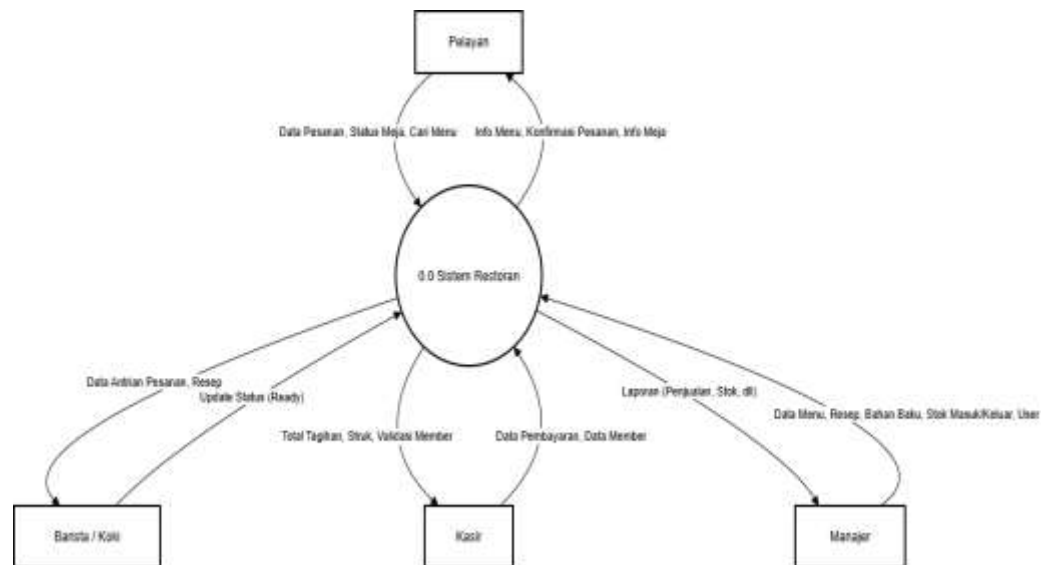 Pelayan
Data Pesanan, Status Meja, Cari Menu
Info Menu, Konfirmasi Pesanan, Info Meja
0.0 Sistem Restoran
Data Antrian Pesanan, Resep
Update Status (Ready)
Laporan (Penjualan, Stok, dll)
Data Menu, Resep, Bahan Baku, Stok Masuk/Keluar, User
Total Tagihan, Struk, Validasi Member
Data Pembayaran, Data Member
Barista / Koki
Kasir
Manajer